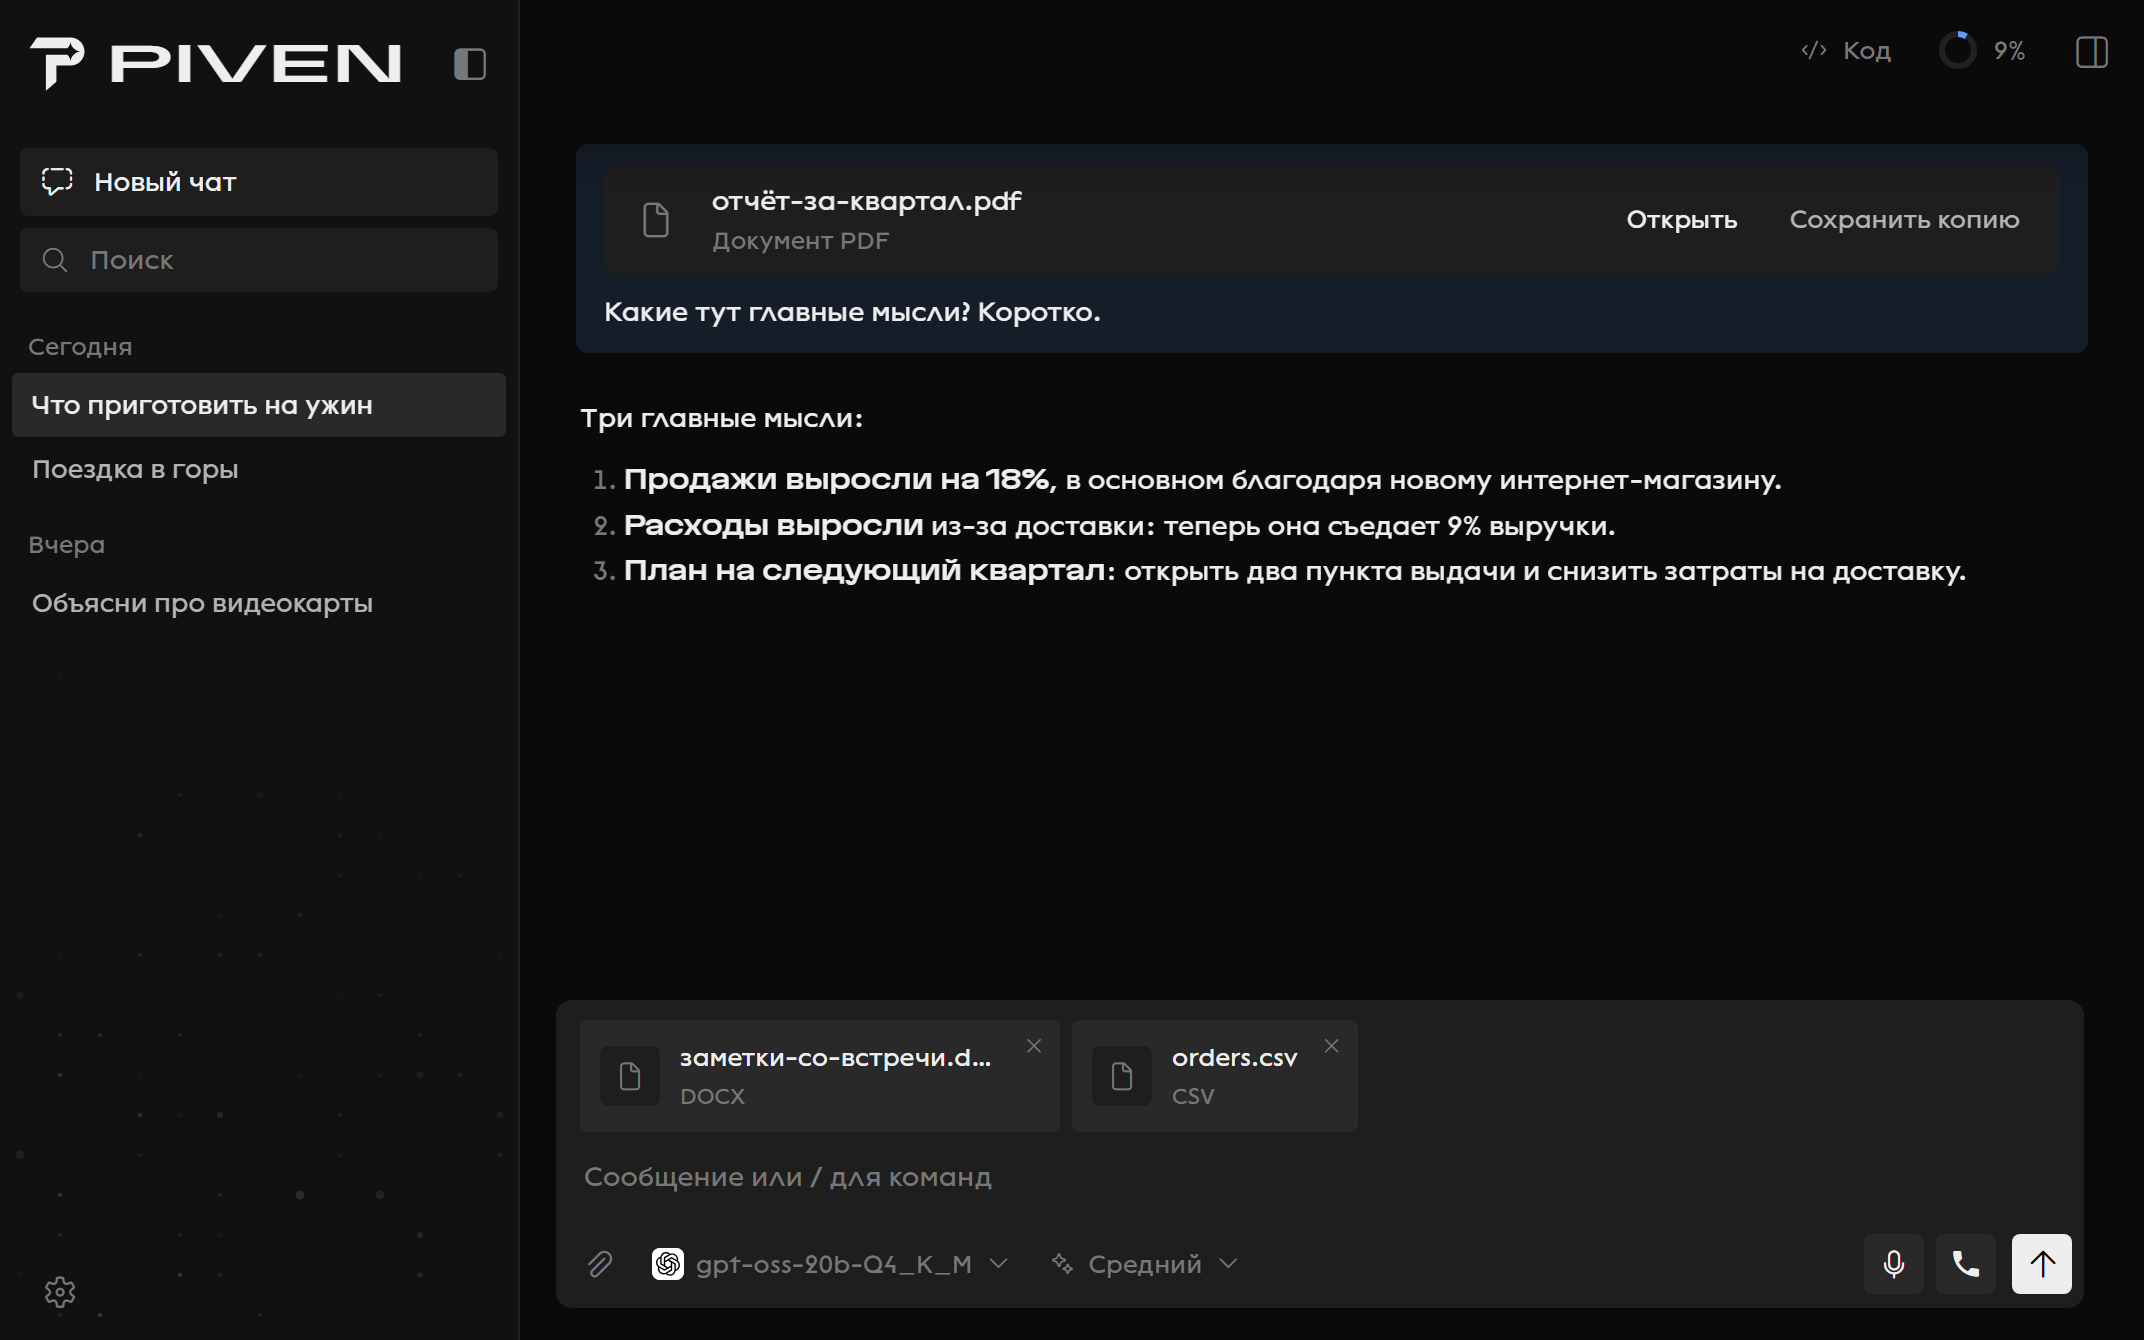 PIVEN
Новый чат
Поиск
Сегодня
Что приготовить на ужин
Поездка в горы
Вчера
Объясни про видеокарты
Код
9%
отчёт-за-квартал.pdf
Документ PDF
Открыть
Сохранить копию
Какие тут главные мысли? Коротко.
Три главные мысли:
1. Продажи выросли на 18%, в основном благодаря новому интернет-магазину.
2. Расходы выросли из-за доставки: теперь она съедает 9% выручки.
3. План на следующий квартал: открыть два пункта выдачи и снизить затраты на доставку.
заметки-со-встречи.d...
DOCX
orders.csv
CSV
Сообщение или / для команд
gpt-oss-20b-Q4_K_M
Средний